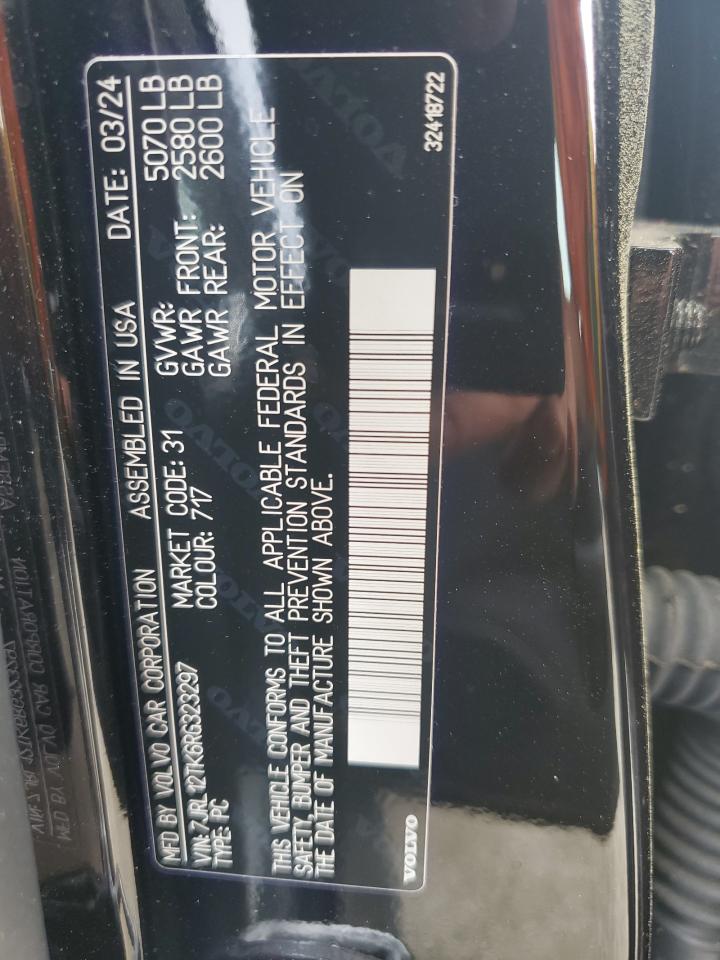 MFD BY VOLVO CAR CORPORATION ASSEMBLED IN USA DATE: 03/24
VIN: 7JRL12TK6RG323297
TYPE: PC
MARKET CODE: 31
COLOUR: 717
GVWR: 5070 LB
GAWR FRONT: 2580 LB
GAWR REAR: 2600 LB
THIS VEHICLE CONFORMS TO ALL APPLICABLE FEDERAL MOTOR VEHICLE
SAFETY, BUMPER AND THEFT PREVENTION STANDARDS IN EFFECT ON
THE DATE OF MANUFACTURE SHOWN ABOVE.
VOLVO
32418722